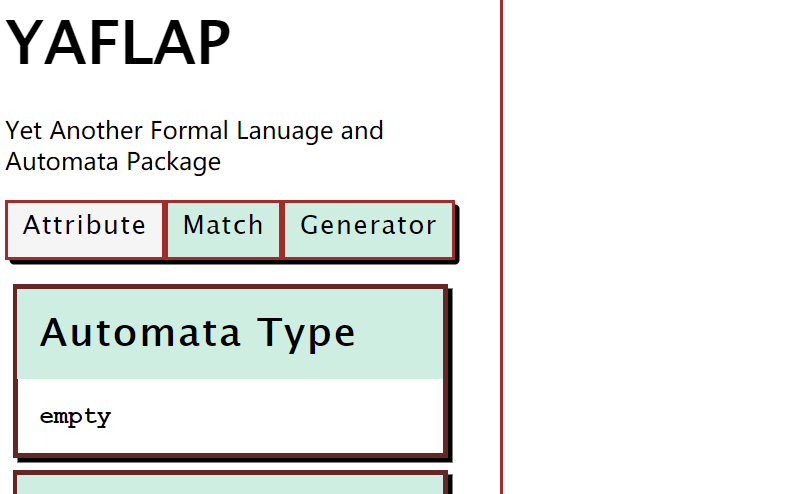 YAFLAP
Yet Another Formal Lanuage and
Automata Package
Attribute Match Generator
Automata Type
empty